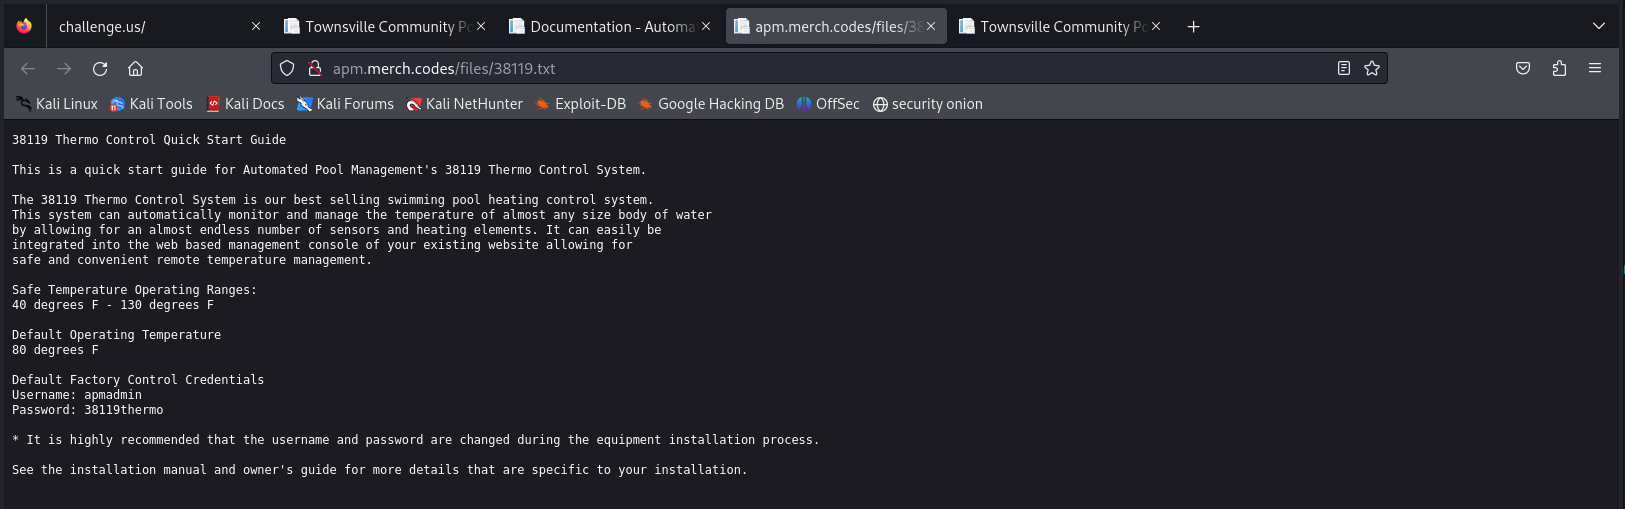 challenge.us/
Townsville Community Po
Documentation - Automa
apm.merch.codes/files/38
Townsville Community Po
apm.merch.codes/files/38119.txt
Kali Linux
Kali Tools
Kali Docs
Kali Forums
Kali NetHunter
Exploit-DB
Google Hacking DB
OffSec
security onion
38119 Thermo Control Quick Start Guide
This is a quick start guide for Automated Pool Management's 38119 Thermo Control System.
The 38119 Thermo Control System is our best selling swimming pool heating control system.
This system can automatically monitor and manage the temperature of almost any size body of water
by allowing for an almost endless number of sensors and heating elements. It can easily be
integrated into the web based management console of your existing website allowing for
safe and convenient remote temperature management.
Safe Temperature Operating Ranges:
40 degrees F - 130 degrees F
Default Operating Temperature
80 degrees F
Default Factory Control Credentials
Username: apmadmin
Password: 38119thermo
* It is highly recommended that the username and password are changed during the equipment installation process.
See the installation manual and owner's guide for more details that are specific to your installation.